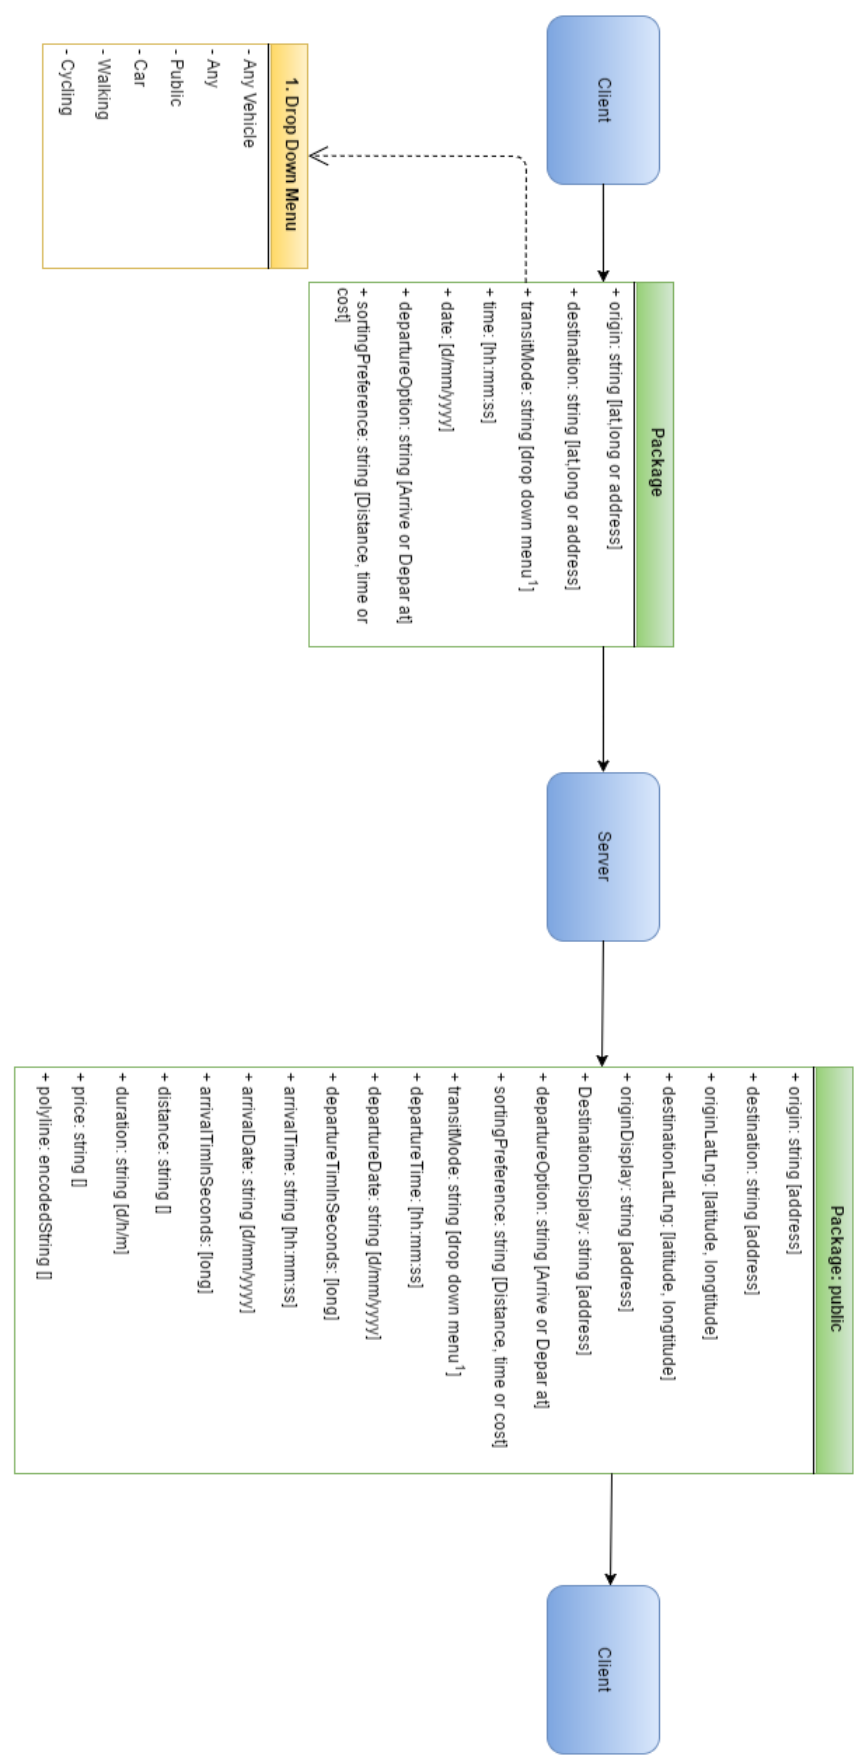 Client
1. Drop Down Menu
- Any Vehicle
- Any
- Public
- Car
- Walking
- Cycling
Package
+ origin: string [lat,long or address]
+ destination: string [lat,long or address]
+ transitMode: string [drop down menu¹]
+ time: [hh:mm:ss]
+ date: [d/mm/yyyy]
+ departureOption: string [Arrive or Depar at]
+ sortingPreference: string [Distance, time or
cost]
Server
Package: public
+ origin: string [address]
+ destination: string [address]
+ originLatLng: [latitude, longtitude]
+ destinationLatLng: [latitude, longtitude]
+ originDisplay: string [address]
+ DestinationDisplay: string [address]
+ departureOption: string [Arrive or Depar at]
+ sortingPreference: string [Distance, time or cost]
+ transitMode: string [drop down menu¹]
+ departureTime: [hh:mm:ss]
+ departureDate: string [d/mm/yyyy]
+ departureTimInSeconds: [long]
+ arrivalTime: string [hh:mm:ss]
+ arrivalDate: string [d/mm/yyyy]
+ arrivalTimInSeconds: [long]
+ distance: string []
+ duration: string [d/h/m]
+ price: string []
+ polyline: encodedString []
Client